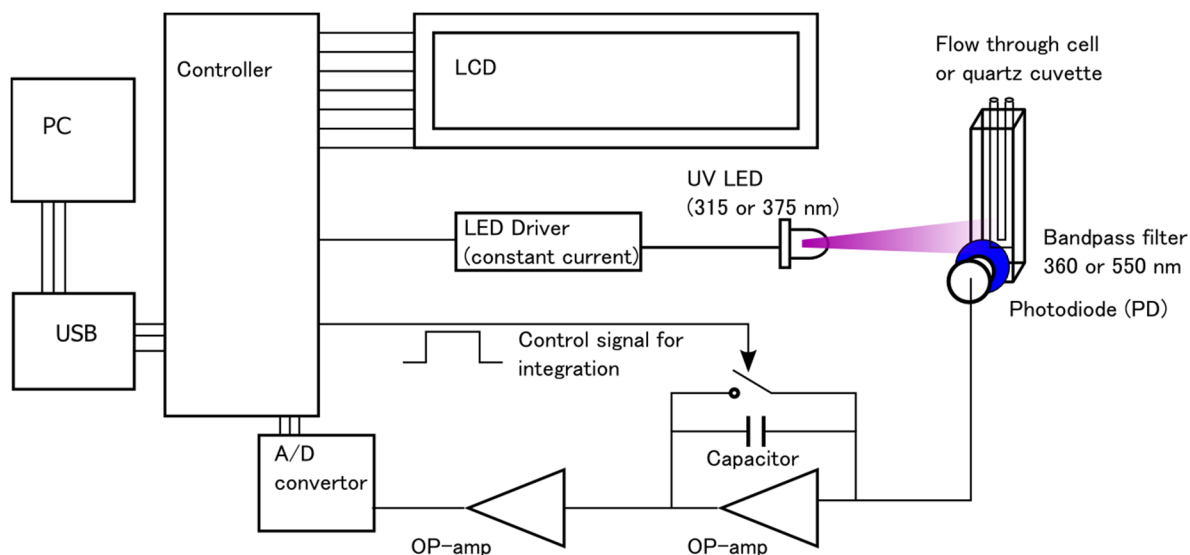 Controller
LCD
Flow through cell
or quartz cuvette
PC
UV LED
(315 or 375 nm)
LED Driver
(constant current)
Bandpass filter
360 or 550 nm
Photodiode (PD)
USB
Control signal for
integration
A/D
convertor
Capacitor
OP-amp
OP-amp